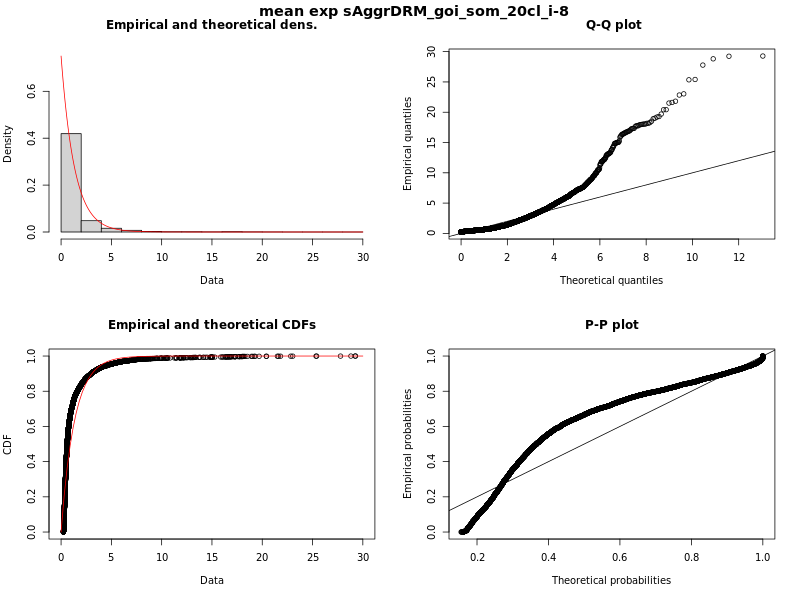 mean exp sAggrDRM_goi_som_20cl_i-8
Empirical and theoretical dens.
Density
0.0 0.2 0.4 0.6
0 5 10 15 20 25 30
Data
Q-Q plot
Empirical quantiles
0 5 10 15 20 25 30
0 2 4 6 8 10 12
Theoretical quantiles
Empirical and theoretical CDFs
CDF
0.0 0.2 0.4 0.6 0.8 1.0
0 5 10 15 20 25 30
Data
P-P plot
Empirical probabilities
0.0 0.2 0.4 0.6 0.8 1.0
0.2 0.4 0.6 0.8 1.0
Theoretical probabilities